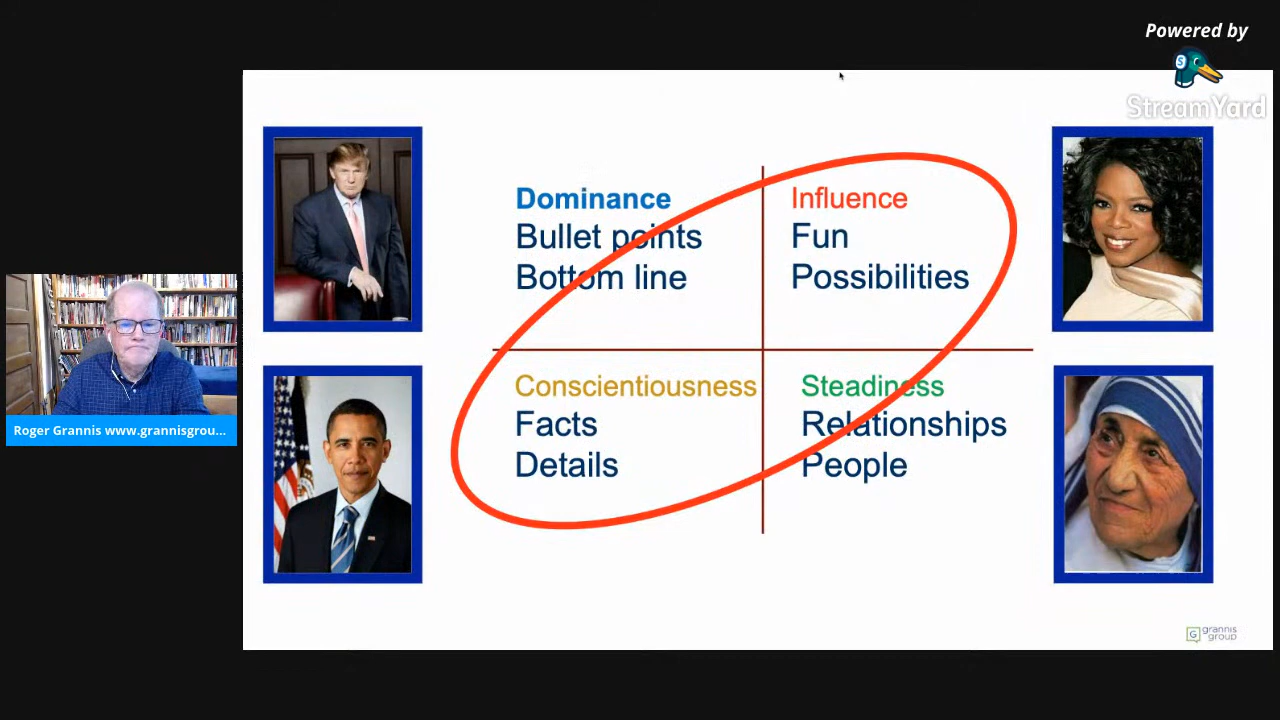 Powered by
StreamYard
Dominance
Bullet points
Bottom line
Influence
Fun
Possibilities
Conscientiousness
Facts
Details
Steadiness
Relationships
People
Roger Grannis www.grannisgrou...
G grannis
group